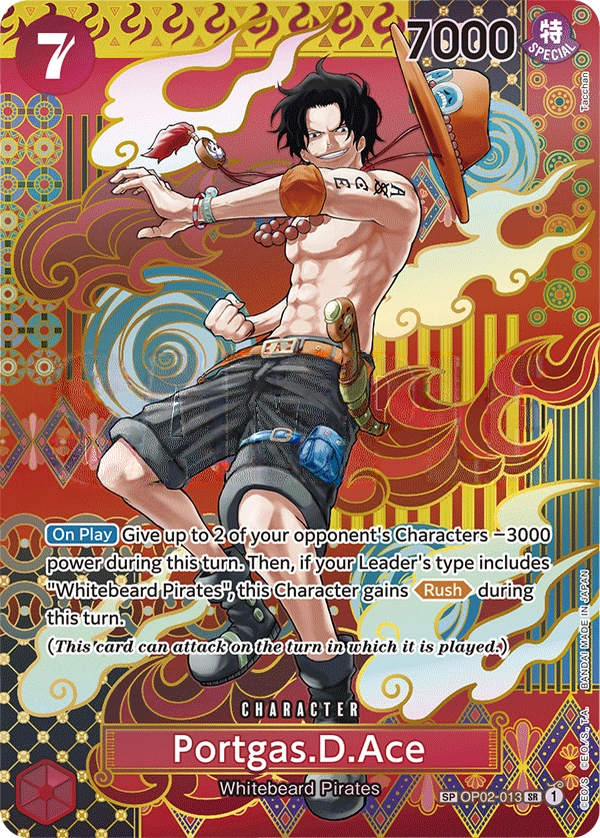 7
7000
特
SPECIAL
Tacchan
ASCE
A
On Play Give up to 2 of your opponent's Characters −3000
power during this turn. Then, if your Leader's type includes
"Whitebeard Pirates", this Character gains Rush during
this turn.
(This card can attack on the turn in which it is played.)
CHARACTER
Portgas.D.Ace
Whitebeard Pirates
SP OP02-013 SR 1
©E.O./S. ©E.O./S., T.A. BANDAI MADE IN JAPAN